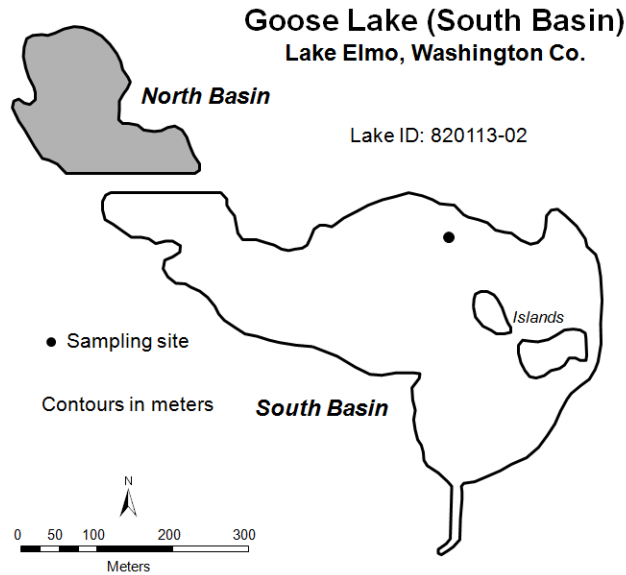 Goose Lake (South Basin)
Lake Elmo, Washington Co.
North Basin
Lake ID: 820113-02
Islands
Sampling site
Contours in meters
South Basin
N
0 50 100 200 300
Meters